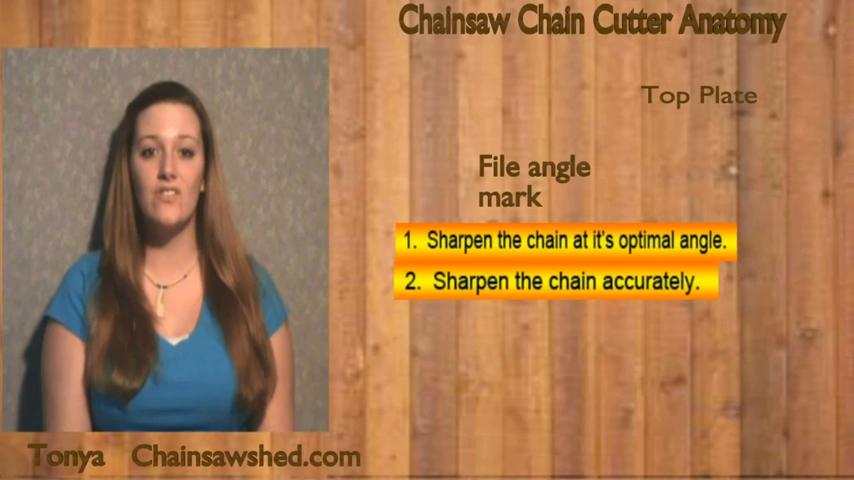 Chainsaw Chain Cutter Anatomy
Top Plate
File angle
mark
1. Sharpen the chain at it's optimal angle.
2. Sharpen the chain accurately.
Tonya Chainsawshed.com